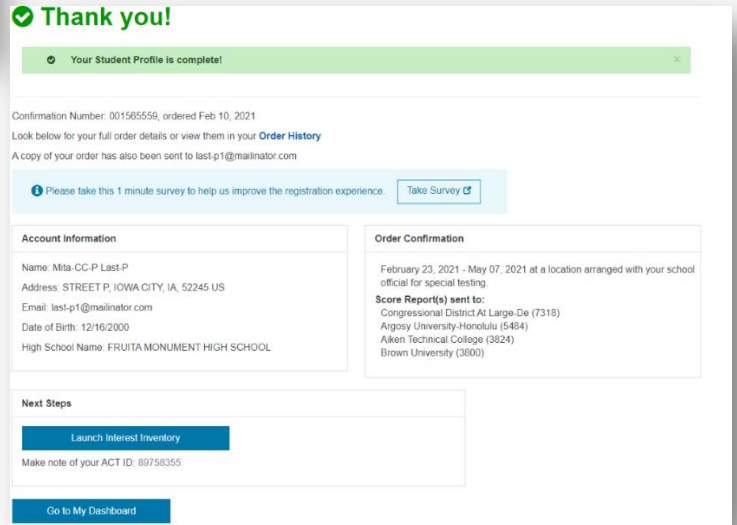 Thank you!
Your Student Profile is complete!
×
Confirmation Number: 001565559, ordered Feb 10, 2021
Look below for your full order details or view them in your Order History
A copy of your order has also been sent to last-p1@mailinator.com
Please take this 1 minute survey to help us improve the registration experience. Take Survey
Account Information
Name: Mita-CC-P Last-P
Address: STREET P, IOWA CITY, IA, 52245 US
Email: last-p1@mailinator.com
Date of Birth: 12/16/2000
High School Name: FRUITA MONUMENT HIGH SCHOOL
Order Confirmation
February 23, 2021 - May 07, 2021 at a location arranged with your school
official for special testing.
Score Report(s) sent to:
Congressional District At Large-De (7318)
Argosy University-Honolulu (5484)
Aiken Technical College (3824)
Brown University (3800)
Next Steps
Launch Interest Inventory
Make note of your ACT ID: 89758355
Go to My Dashboard